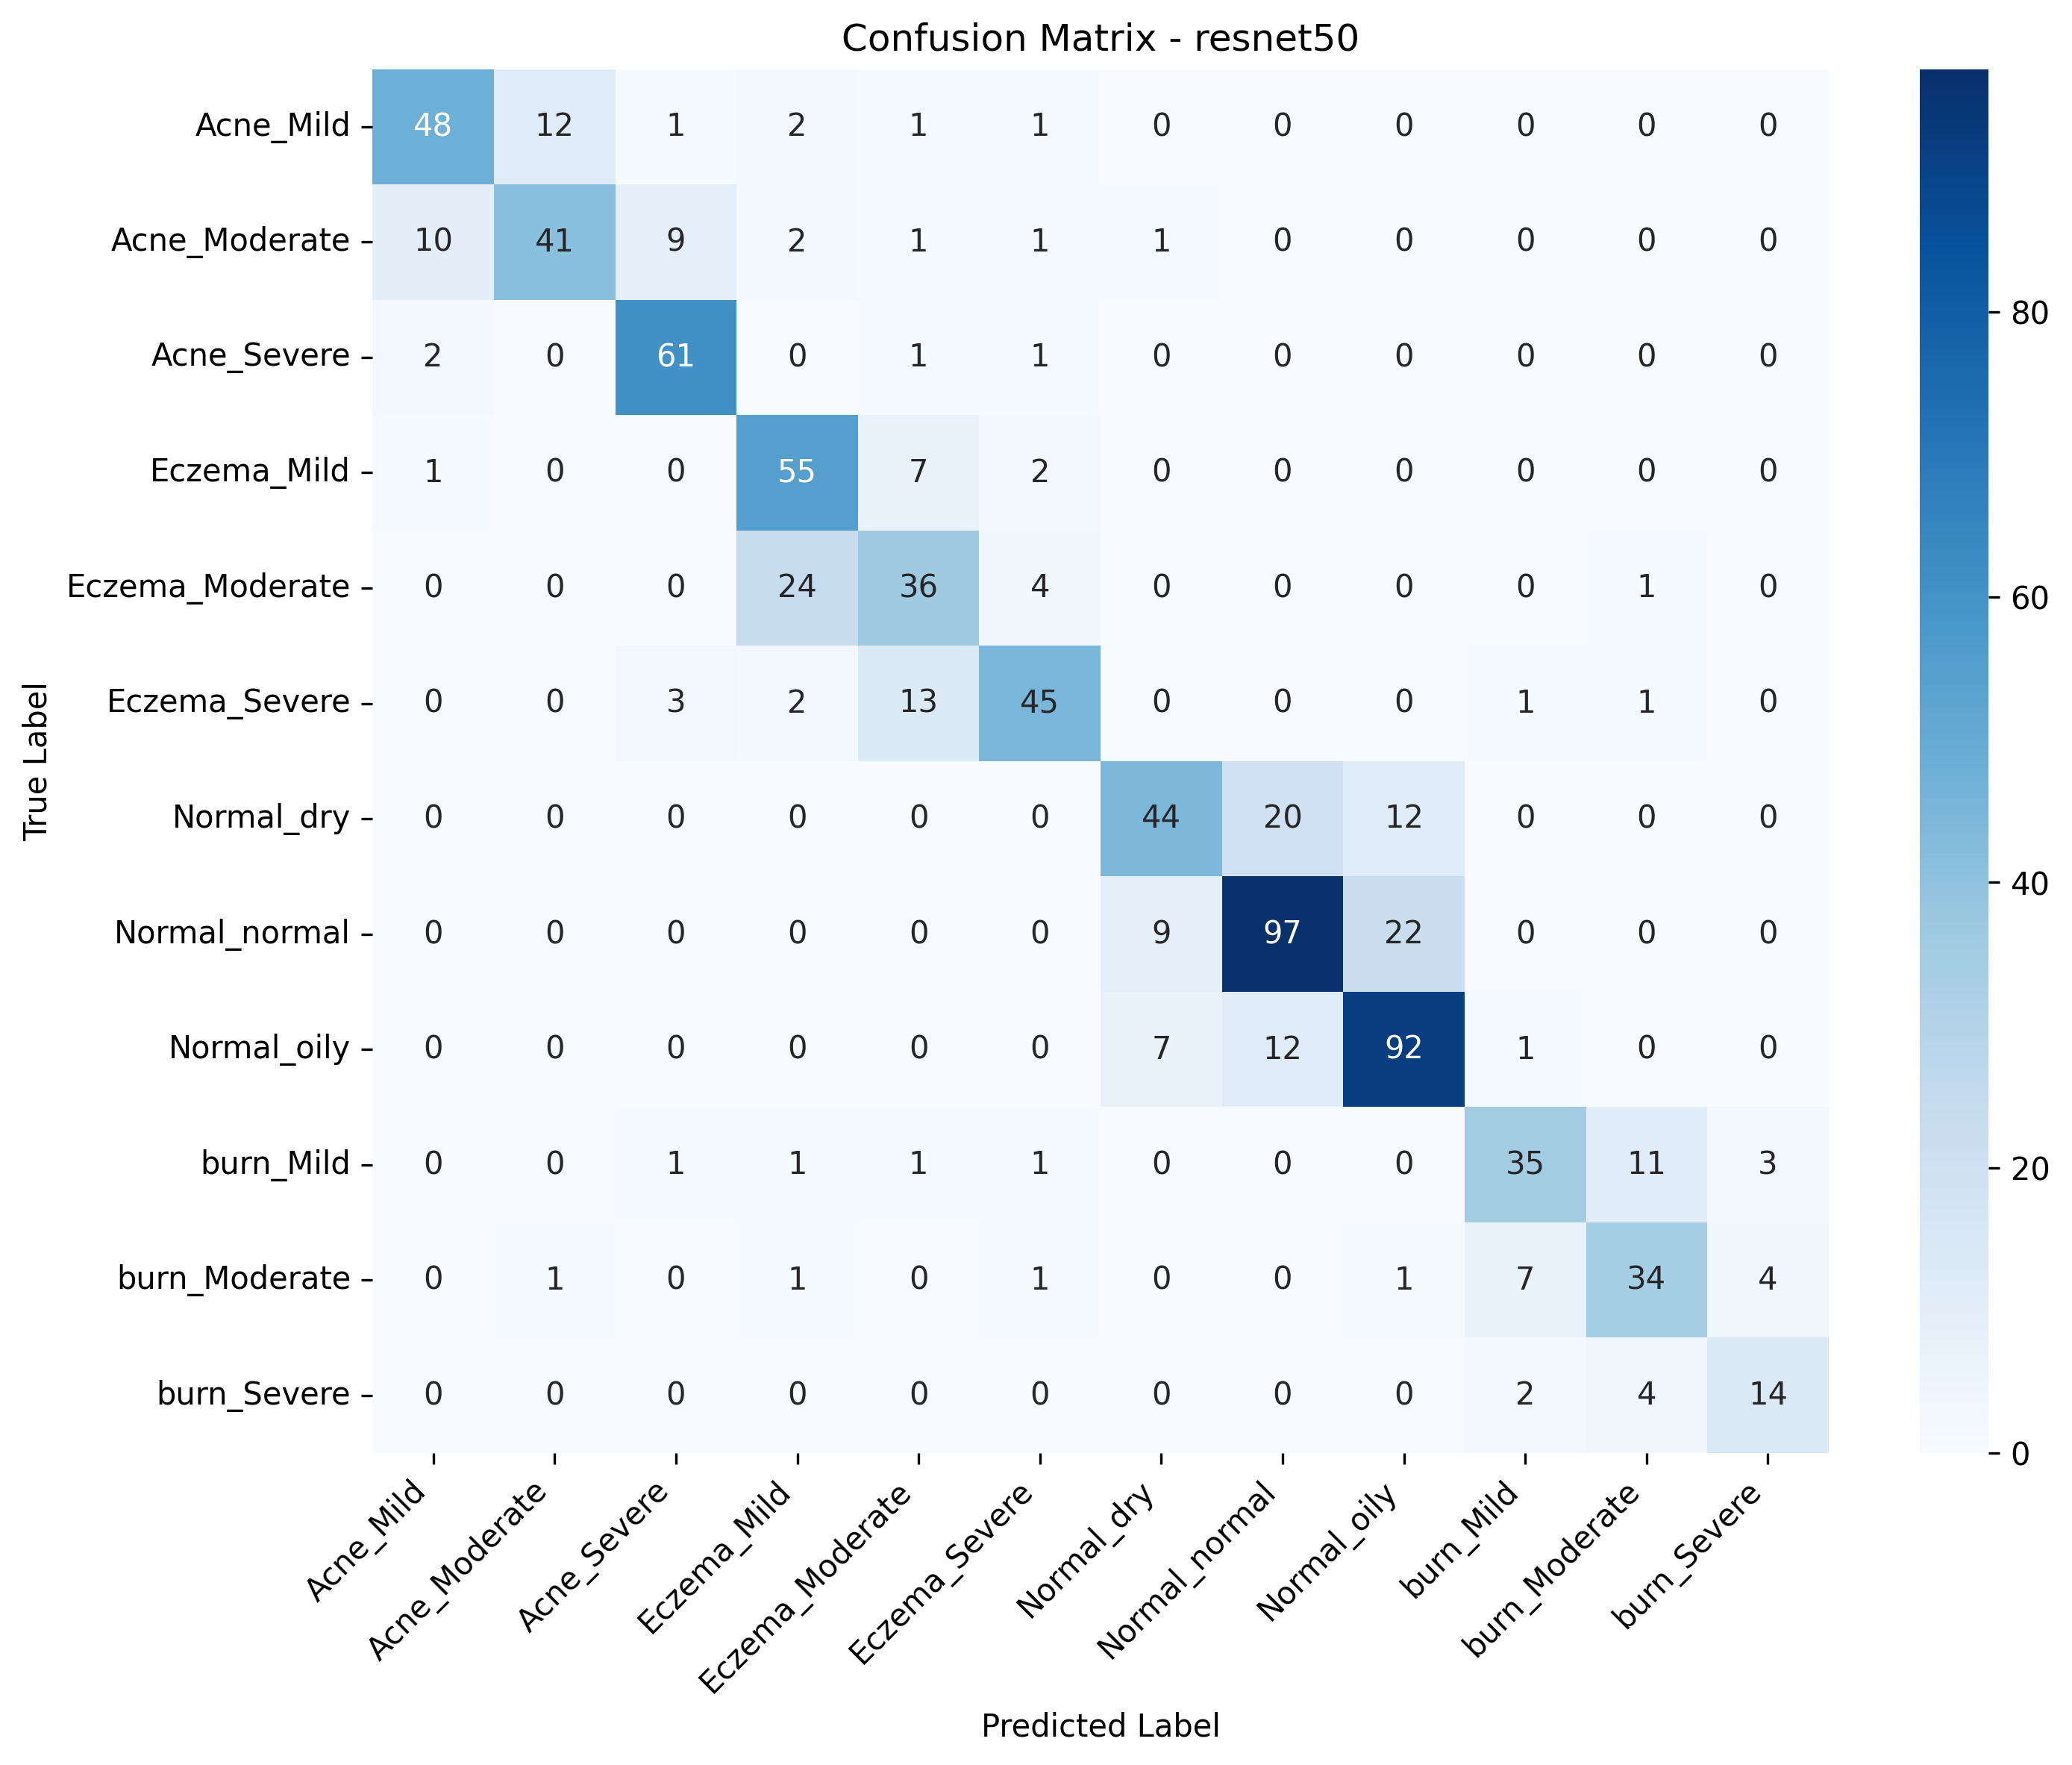 Confusion Matrix - resnet50
Acne_Mild 48 12 1 2 1 1 0 0 0 0 0 0
Acne_Moderate 10 41 9 2 1 1 1 0 0 0 0 0
Acne_Severe 2 0 61 0 1 1 0 0 0 0 0 0
Eczema_Mild 1 0 0 55 7 2 0 0 0 0 0 0
Eczema_Moderate 0 0 0 24 36 4 0 0 0 0 1 0
Eczema_Severe 0 0 3 2 13 45 0 0 0 1 1 0
Normal_dry 0 0 0 0 0 0 44 20 12 0 0 0
Normal_normal 0 0 0 0 0 0 9 97 22 0 0 0
Normal_oily 0 0 0 0 0 0 7 12 92 1 0 0
burn_Mild 0 0 1 1 1 1 0 0 0 35 11 3
burn_Moderate 0 1 0 1 0 1 0 0 1 7 34 4
burn_Severe 0 0 0 0 0 0 0 0 0 2 4 14
True Label
Acne_Mild
Acne_Moderate
Acne_Severe
Eczema_Mild
Eczema_Moderate
Eczema_Severe
Normal_dry
Normal_normal
Normal_oily
burn_Mild
burn_Moderate
burn_Severe
Predicted Label
80
60
40
20
0